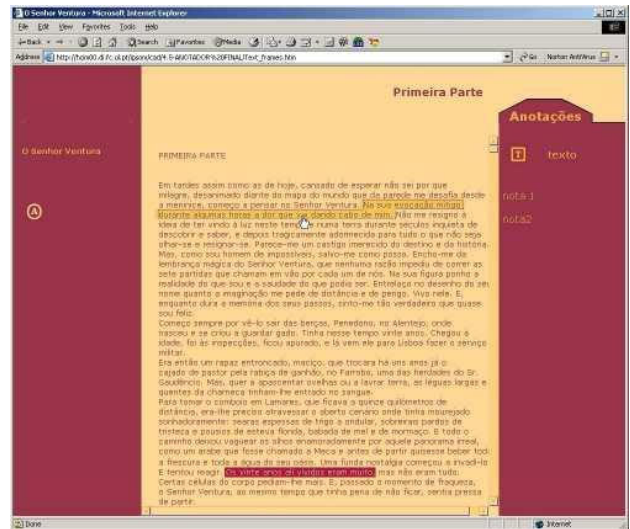 O Senhor Ventura - Microsoft Internet Explorer
File Edit View Favorites Tools Help
Back Search Favorites Media
Address Go Norton AntiVirus
Primeira Parte
Anotações
O Senhor Ventura
T texto
A
nota 1
nota2
PRIMEIRA PARTE
Em tardes assim como as de hoje, cansado de esperar não sei por que
milagre, desanimado diante do mapa do mundo que da parede me desafia desde
a meninice, começo a pensar no Senhor Ventura. Na sua evocação mitigo
durante algumas horas a dor que vai dando cabo de mim. Não me resigno à
ideia de ter vindo à luz neste tempo e numa terra durante séculos inquieta de
descobrir e saber, e depois tragicamente adormecida para tudo o que não seja
olhar-se e resignar-se. Parece-me um castigo imerecido do destino e da história.
Mas, como sou homem de impossíveis, salvo-me como posso. Encho-me da
lembrança mágica do Senhor Ventura, que nenhuma razão impediu de correr as
sete partidas que chamam em vão por cada um de nós. Na sua figura ponho a
realidade do que sou e a saudade do que podia ser. Entrelaço no desenho do seu
nome quanto a imaginação me pede de distância e de perigo. Vivo nele. E,
enquanto dura a memória dos seus passos, sinto-me tão verdadeiro que quase
sou feliz.
Começo sempre por vê-lo sair das berças, Penedono, no Alentejo, onde
nasceu e se criou a guardar gado. Tinha nesse tempo vinte anos. Chegou a
idade, foi às inspecções, ficou apurado, e lá vem ele para Lisboa fazer o serviço
militar.
Era então um rapaz entroncado, maciço, que trocara há uns anos já o
cajado de pastor pela rabiça de ganhão, no Farrobo, uma das herdades do Sr.
Gaudêncio. Mas, quer a apascentar ovelhas ou a lavrar terra, as léguas largas e
quentes da charneca tinham-lhe entrado no sangue.
Para tomar o comboio em Lamares, que ficava a quinze quilómetros de
distância, era-lhe preciso atravessar o aberto cenário onde tinha mourejado
sonhadoramente: searas espessas de trigo a ondular, sobreiras pardos de
tristeza e pousios de esteva florida, babada de mel e de mormaço. E todo o
caminho deixou vaguear os olhos enamoradamente por aquele panorama irreal,
como um árabe que fosse chamado a Meca e antes de partir quisesse beber toda
a frescura e toda a água do seu oásis. Uma funda nostalgia começou a invadi-lo.
E tentou reagir. Os vinte anos ali vividos eram muito, mas não eram tudo.
Certas células do corpo pediam-lhe mais. E, passado o momento de fraqueza,
o Senhor Ventura, ao mesmo tempo que tinha pena de não ficar, sentia pressa
de partir.
Done Internet